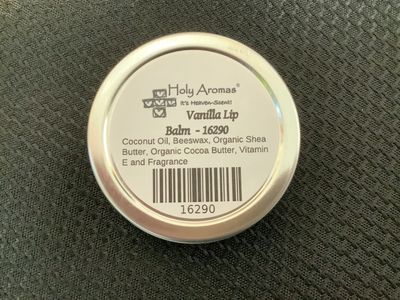 Holy Aromas®
It's Heaven-Scent!
Vanilla Lip
Balm - 16290
Coconut Oil, Beeswax, Organic Shea
Butter, Organic Cocoa Butter, Vitamin
E and Fragrance
16290